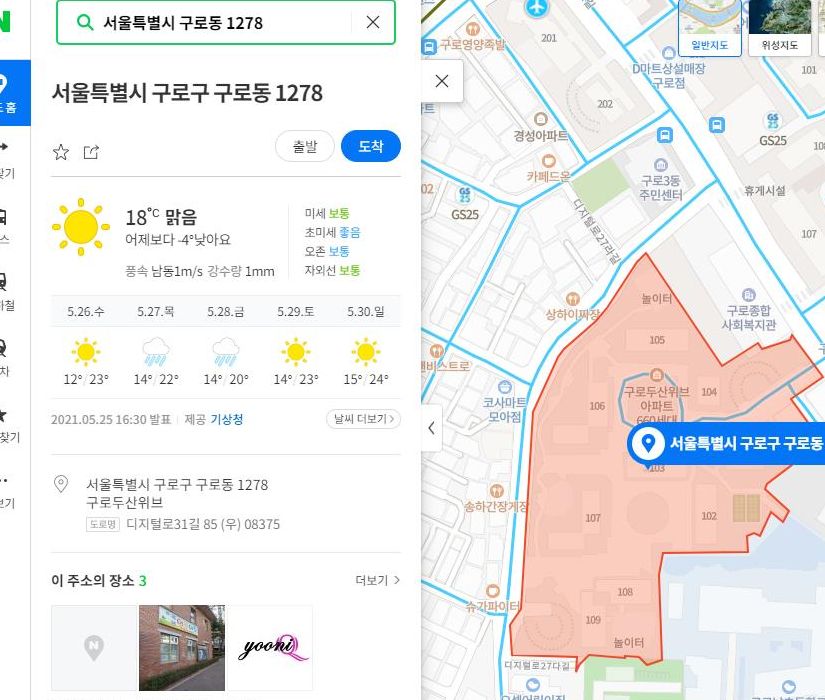 서울특별시 구로동 1278
서울특별시 구로구 구로동 1278
출발
도착
18°C 맑음
어제보다 -4°낮아요
풍속 남동1m/s 강수량 1mm
미세 보통
초미세 좋음
오존 보통
자외선 보통
5.26.수 5.27.목 5.28.금 5.29.토 5.30.일
12°/23° 14°/22° 14°/20° 14°/23° 15°/24°
2021.05.25 16:30 발표 제공 기상청
날씨 더보기 >
서울특별시 구로구 구로동 1278
구로두산위브
도로명 디지털로31길 85 (우) 08375
이 주소의 장소 3
더보기 >
N
yooni
홈
찾기
스
하철
차
찾기
보기
일반지도
위성지도
구로영양족발
201
D마트상설매장
구로점
101
202
경성아파트
GS25
카페드온
구로3동
주민센터
휴게시설
02
GS25
디지털로27라길
107
놀이터
상하이짜장
구로종합
사회복지관
105
106
구로두산위브
아파트
660세대
104
코사마트
모아점
서울특별시 구로구 구로동
103
송하간장게장
107
102
슈가파이터
108
109
놀이터
디지털로27다길